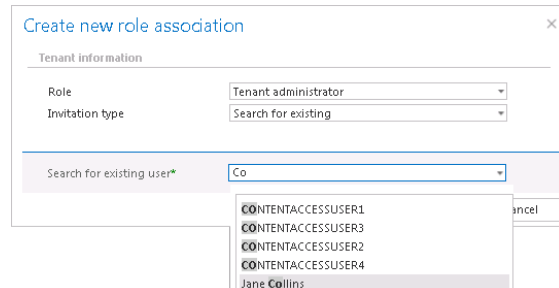 Create new role association
Tenant information
Role
Tenant administrator
Invitation type
Search for existing
Search for existing user*
Co
CONTENTACCESSUSER1
CONTENTACCESSUSER3
CONTENTACCESSUSER2
CONTENTACCESSUSER4
Jane Collins
ancel